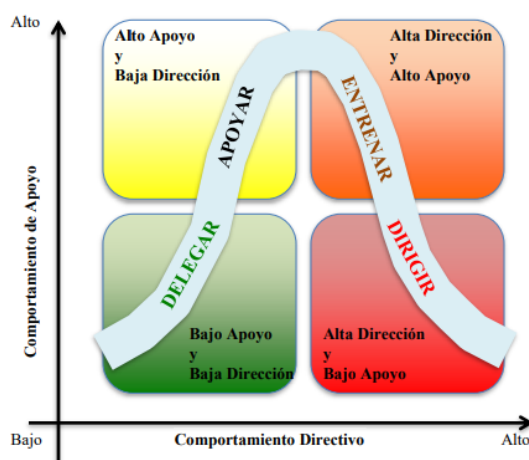 Alto
Alto Apoyo
y
Baja Dirección
Alta Dirección
y
Alto Apoyo
APOYAR
ENTRENAR
Comportamiento de Apoyo
DELEGAR
DIRIGIR
Bajo Apoyo
y
Baja Dirección
Alta Dirección
y
Bajo Apoyo
Bajo
Comportamiento Directivo
Alto